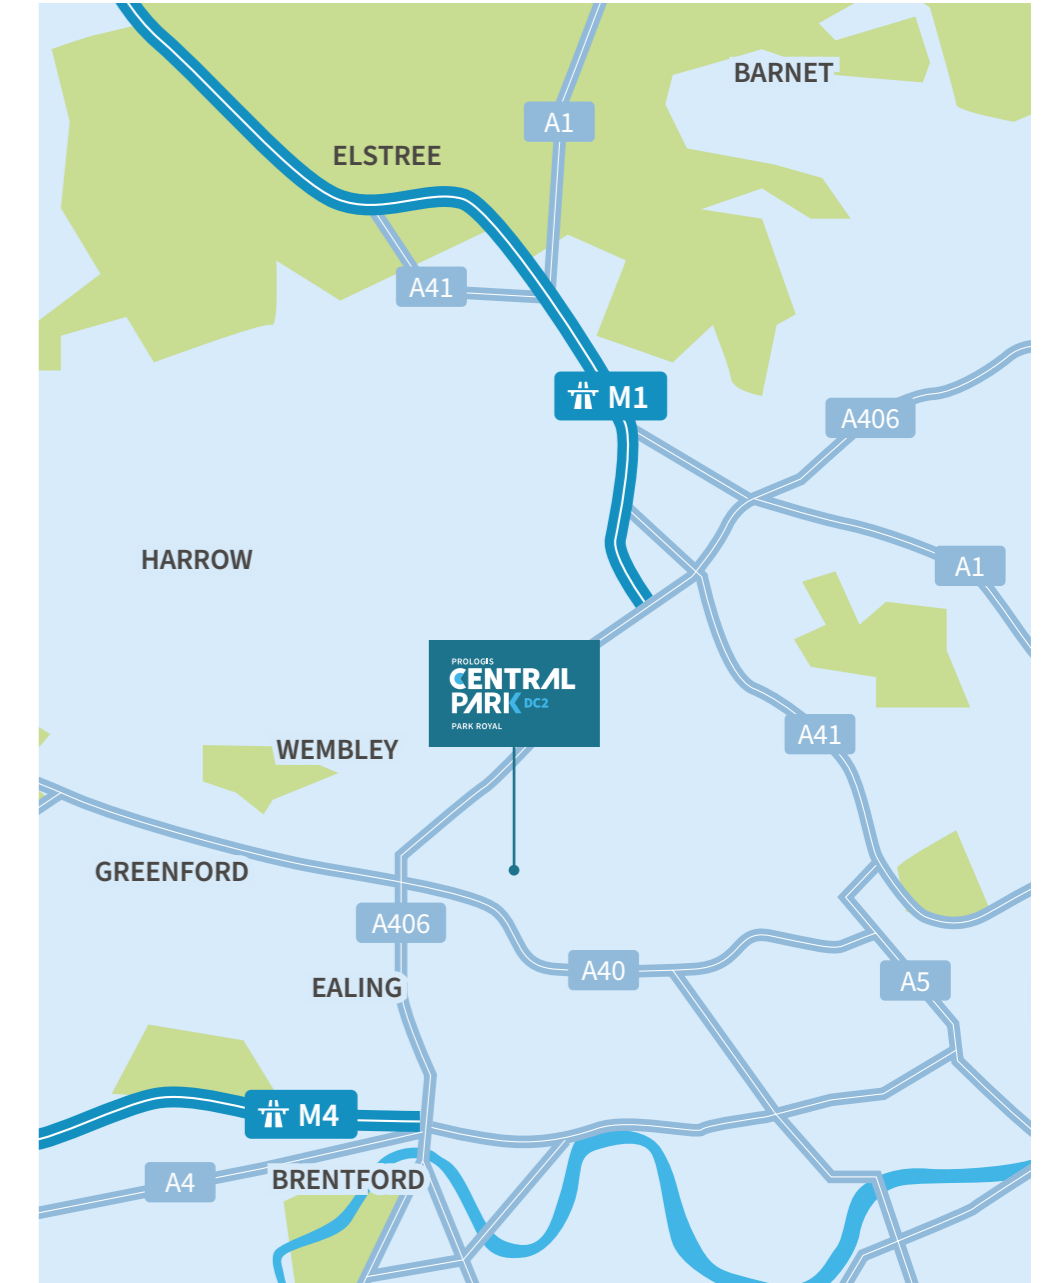 BARNET
A1
ELSTREE
A41
M1
A406
HARROW
A1
PROLOGIS
CENTRAL
PARK DC2
PARK ROYAL
A41
WEMBLEY
GREENFORD
A406
A40
A5
EALING
M4
BRENTFORD
A4